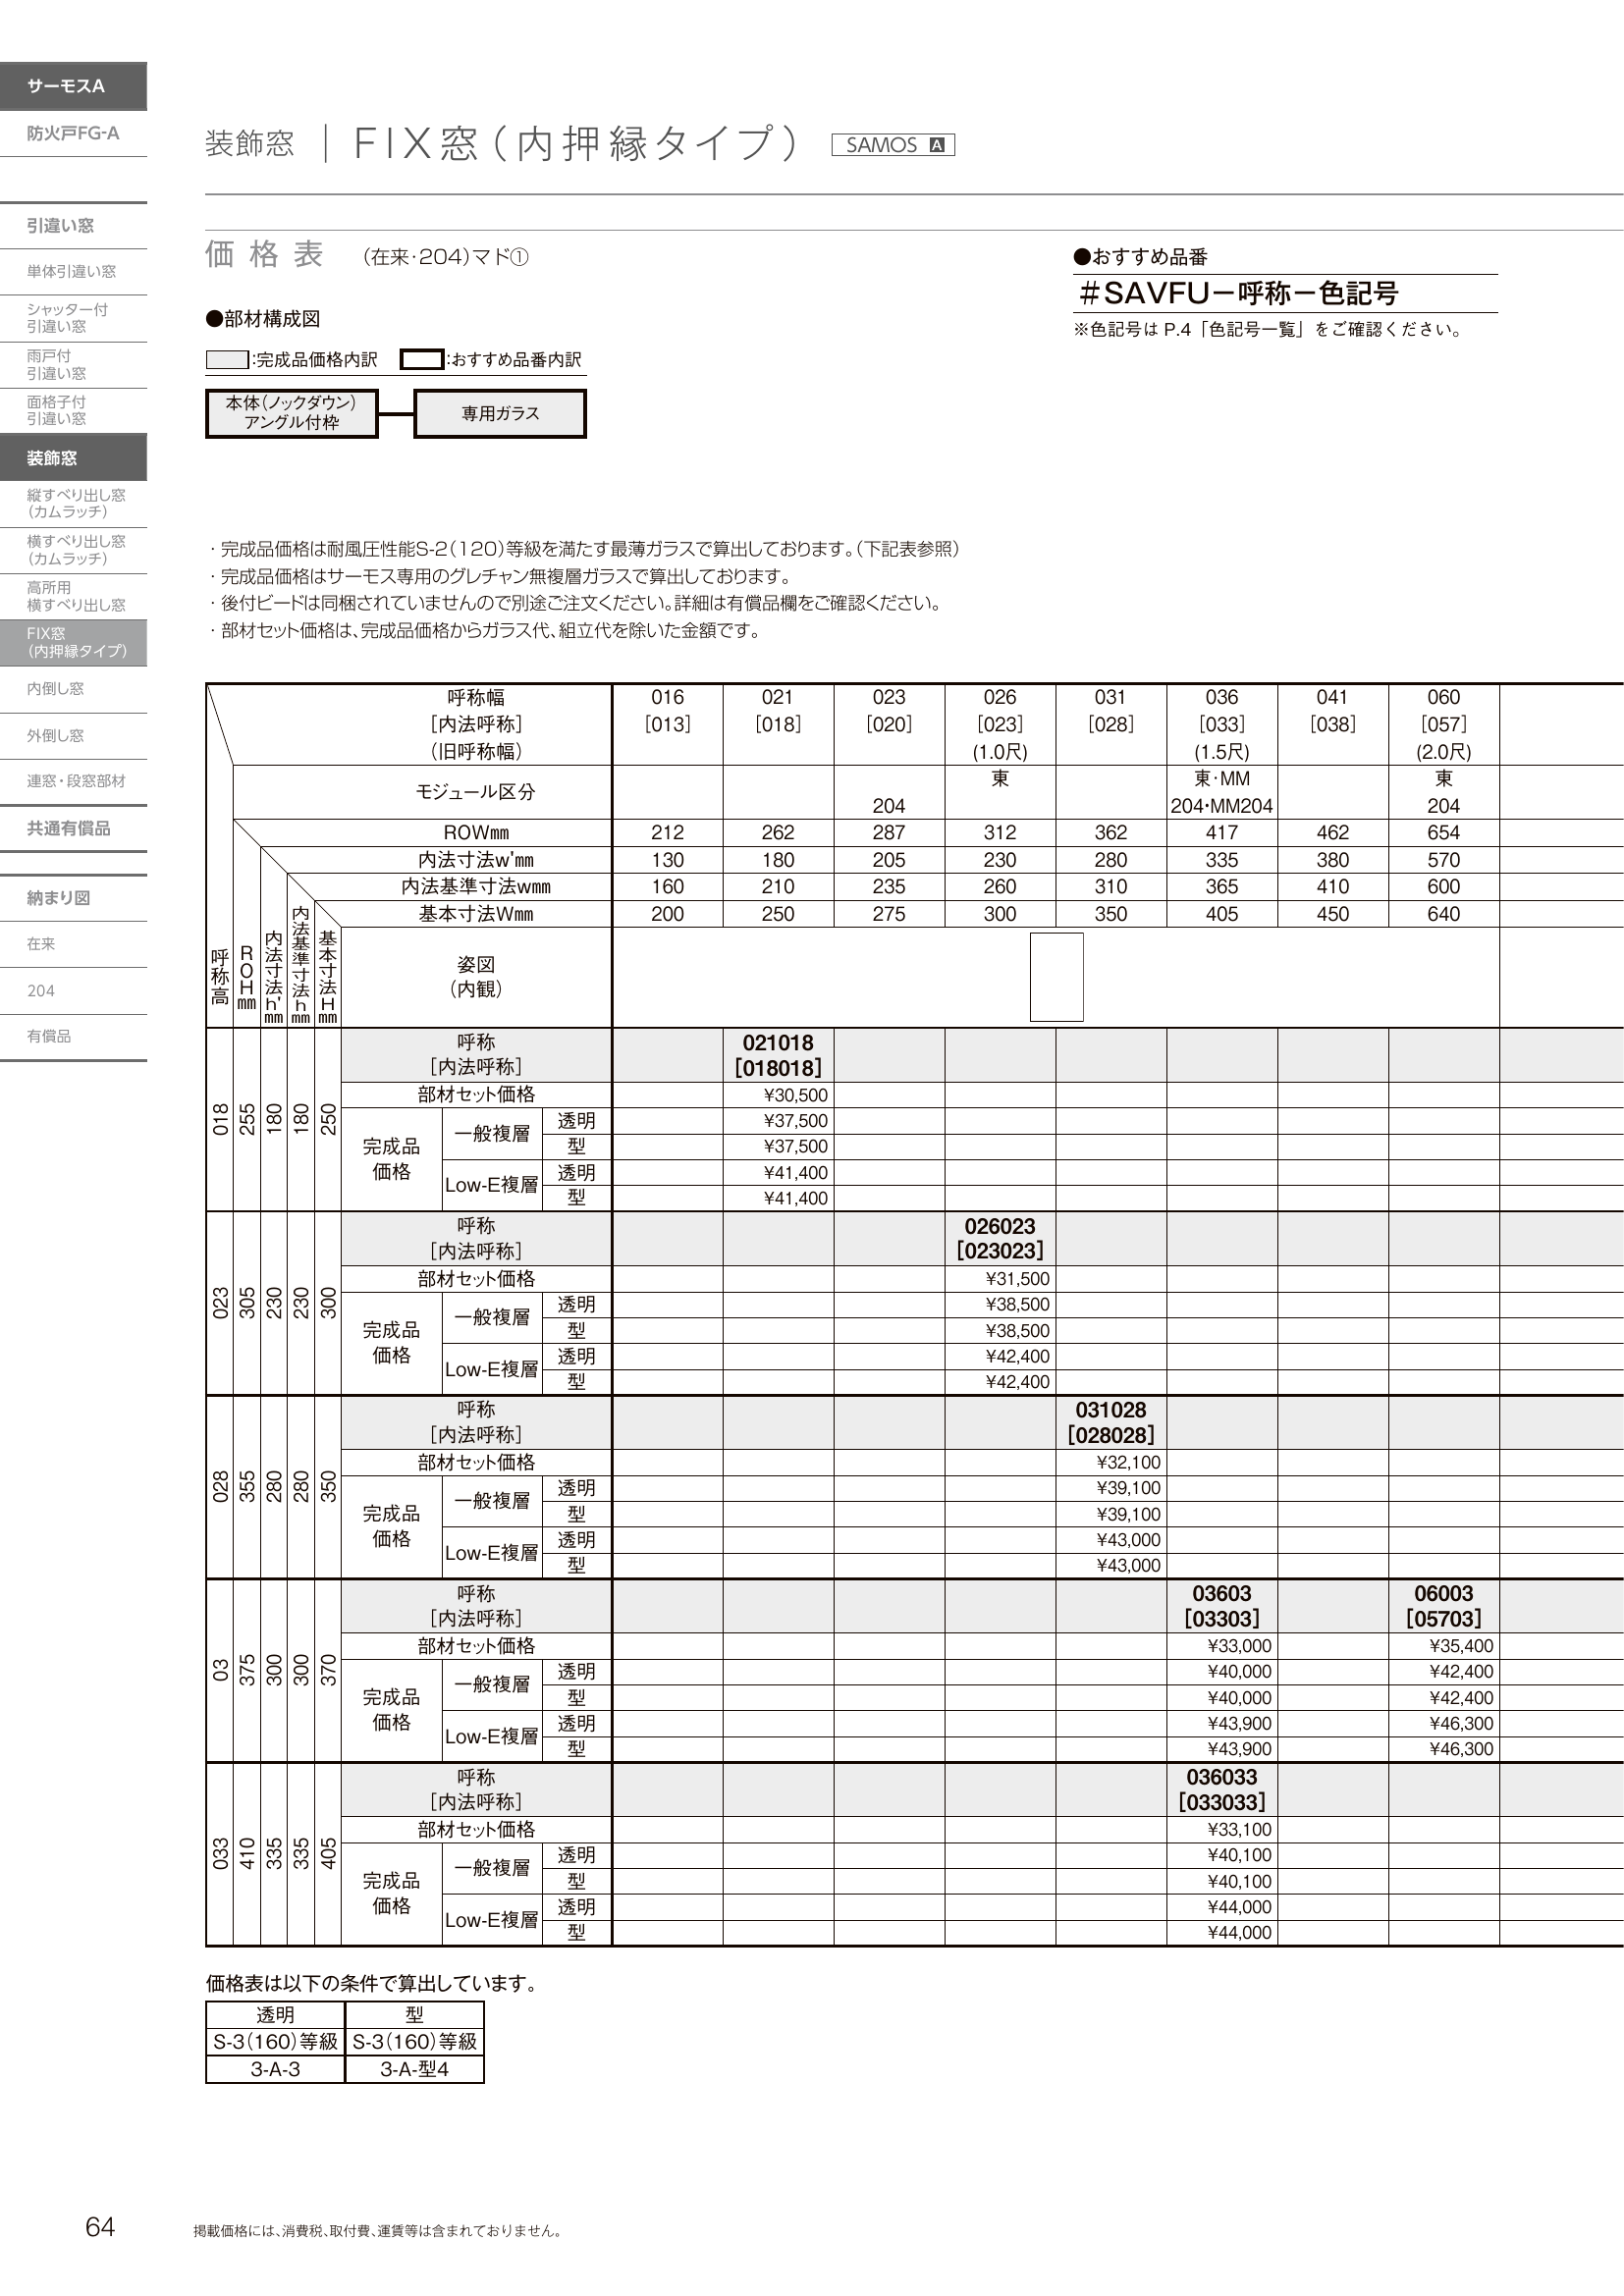 サーモスA
防火戸FG-A
引違い窓
単体引違い窓
シャッター付
引違い窓
雨戸付
引違い窓
面格子付
引違い窓
装飾窓
縦すべり出し窓
（カムラッチ）
横すべり出し窓
（カムラッチ）
高所用
横すべり出し窓
FIX窓
（内押縁タイプ）
内倒し窓
外倒し窓
連窓・段窓部材
共通有償品
納まり図
在来
204
有償品
装飾窓 | FIX窓（内押縁タイプ） SAMOS A
価格表 （在来・204）マド①
●おすすめ品番
＃SAVFU－呼称－色記号
※色記号は P.4「色記号一覧」をご確認ください。
●部材構成図
:完成品価格内訳 :おすすめ品番内訳
本体（ノックダウン）
アングル付枠
専用ガラス
・完成品価格は耐風圧性能S-2（120）等級を満たす最薄ガラスで算出しております。（下記表参照）
・完成品価格はサーモス専用のグレチャン無複層ガラスで算出しております。
・後付ビードは同梱されていませんので別途ご注文ください。詳細は有償品欄をご確認ください。
・部材セット価格は、完成品価格からガラス代、組立代を除いた金額です。
呼称幅 016 021 023 026 031 036 041 060
［内法呼称］ ［013］ ［018］ ［020］ ［023］ ［028］ ［033］ ［038］ ［057］
（旧呼称幅） (1.0尺) (1.5尺) (2.0尺)
モジュール区分 東 東・MM 東
204 204・MM204 204
ROW㎜ 212 262 287 312 362 417 462 654
内法寸法w'㎜ 130 180 205 230 280 335 380 570
内法基準寸法w㎜ 160 210 235 260 310 365 410 600
基本寸法W㎜ 200 250 275 300 350 405 450 640
呼称高 ROH㎜ 内法寸法h'㎜ 内法基準寸法h㎜ 基本寸法H㎜
姿図
（内観）
018 255 180 180 250
呼称 021018
［内法呼称］ ［018018］
部材セット価格 ¥30,500
完成品価格 一般複層 透明 ¥37,500
型 ¥37,500
Low-E複層 透明 ¥41,400
型 ¥41,400
023 305 230 230 300
呼称 026023
［内法呼称］ ［023023］
部材セット価格 ¥31,500
完成品価格 一般複層 透明 ¥38,500
型 ¥38,500
Low-E複層 透明 ¥42,400
型 ¥42,400
028 355 280 280 350
呼称 031028
［内法呼称］ ［028028］
部材セット価格 ¥32,100
完成品価格 一般複層 透明 ¥39,100
型 ¥39,100
Low-E複層 透明 ¥43,000
型 ¥43,000
03 375 300 300 370
呼称 03603 06003
［内法呼称］ ［03303］ ［05703］
部材セット価格 ¥33,000 ¥35,400
完成品価格 一般複層 透明 ¥40,000 ¥42,400
型 ¥40,000 ¥42,400
Low-E複層 透明 ¥43,900 ¥46,300
型 ¥43,900 ¥46,300
033 410 335 335 405
呼称 036033
［内法呼称］ ［033033］
部材セット価格 ¥33,100
完成品価格 一般複層 透明 ¥40,100
型 ¥40,100
Low-E複層 透明 ¥44,000
型 ¥44,000
価格表は以下の条件で算出しています。
透明 型
S-3（160）等級 S-3（160）等級
3-A-3 3-A-型4
64
掲載価格には、消費税、取付費、運賃等は含まれておりません。